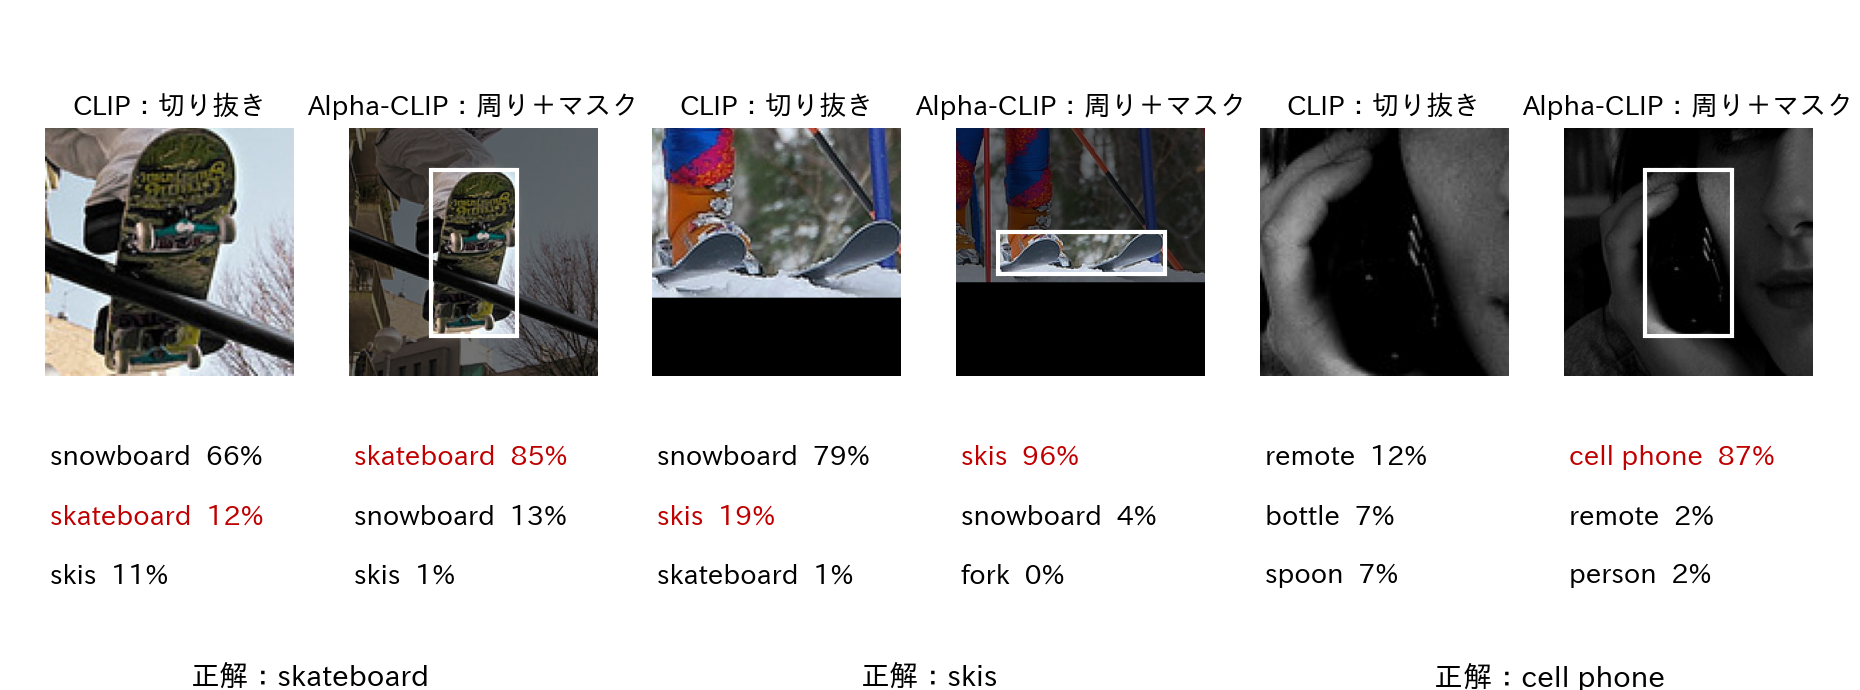 CLIP：切り抜き
Alpha-CLIP：周り＋マスク
CLIP：切り抜き
Alpha-CLIP：周り＋マスク
CLIP：切り抜き
Alpha-CLIP：周り＋マスク
snowboard 66%
skateboard 12%
skis 11%
skateboard 85%
snowboard 13%
skis 1%
snowboard 79%
skis 19%
skateboard 1%
skis 96%
snowboard 4%
fork 0%
remote 12%
bottle 7%
spoon 7%
cell phone 87%
remote 2%
person 2%
正解：skateboard
正解：skis
正解：cell phone